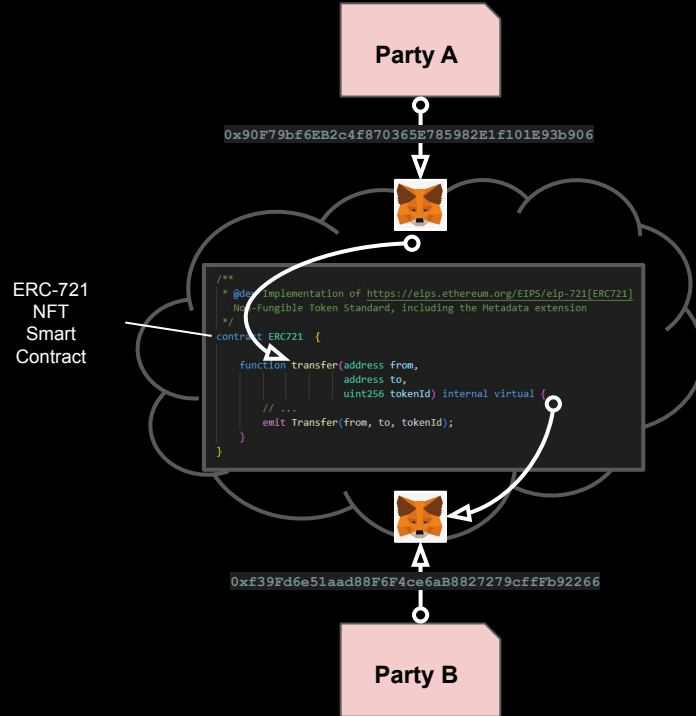 Party A
0x90F79bf6EB2c4f870365E785982E1f101E93b906
ERC-721
NFT
Smart
Contract
/**
* @dev Implementation of https://eips.ethereum.org/EIPS/eip-721[ERC721]
Non-Fungible Token Standard, including the Metadata extension
*/
contract ERC721 {
function transfer(address from,
address to,
uint256 tokenId) internal virtual {
// ...
emit Transfer(from, to, tokenId);
}
}
0xf39Fd6e51aad88F6F4ce6aB8827279cffFb92266
Party B